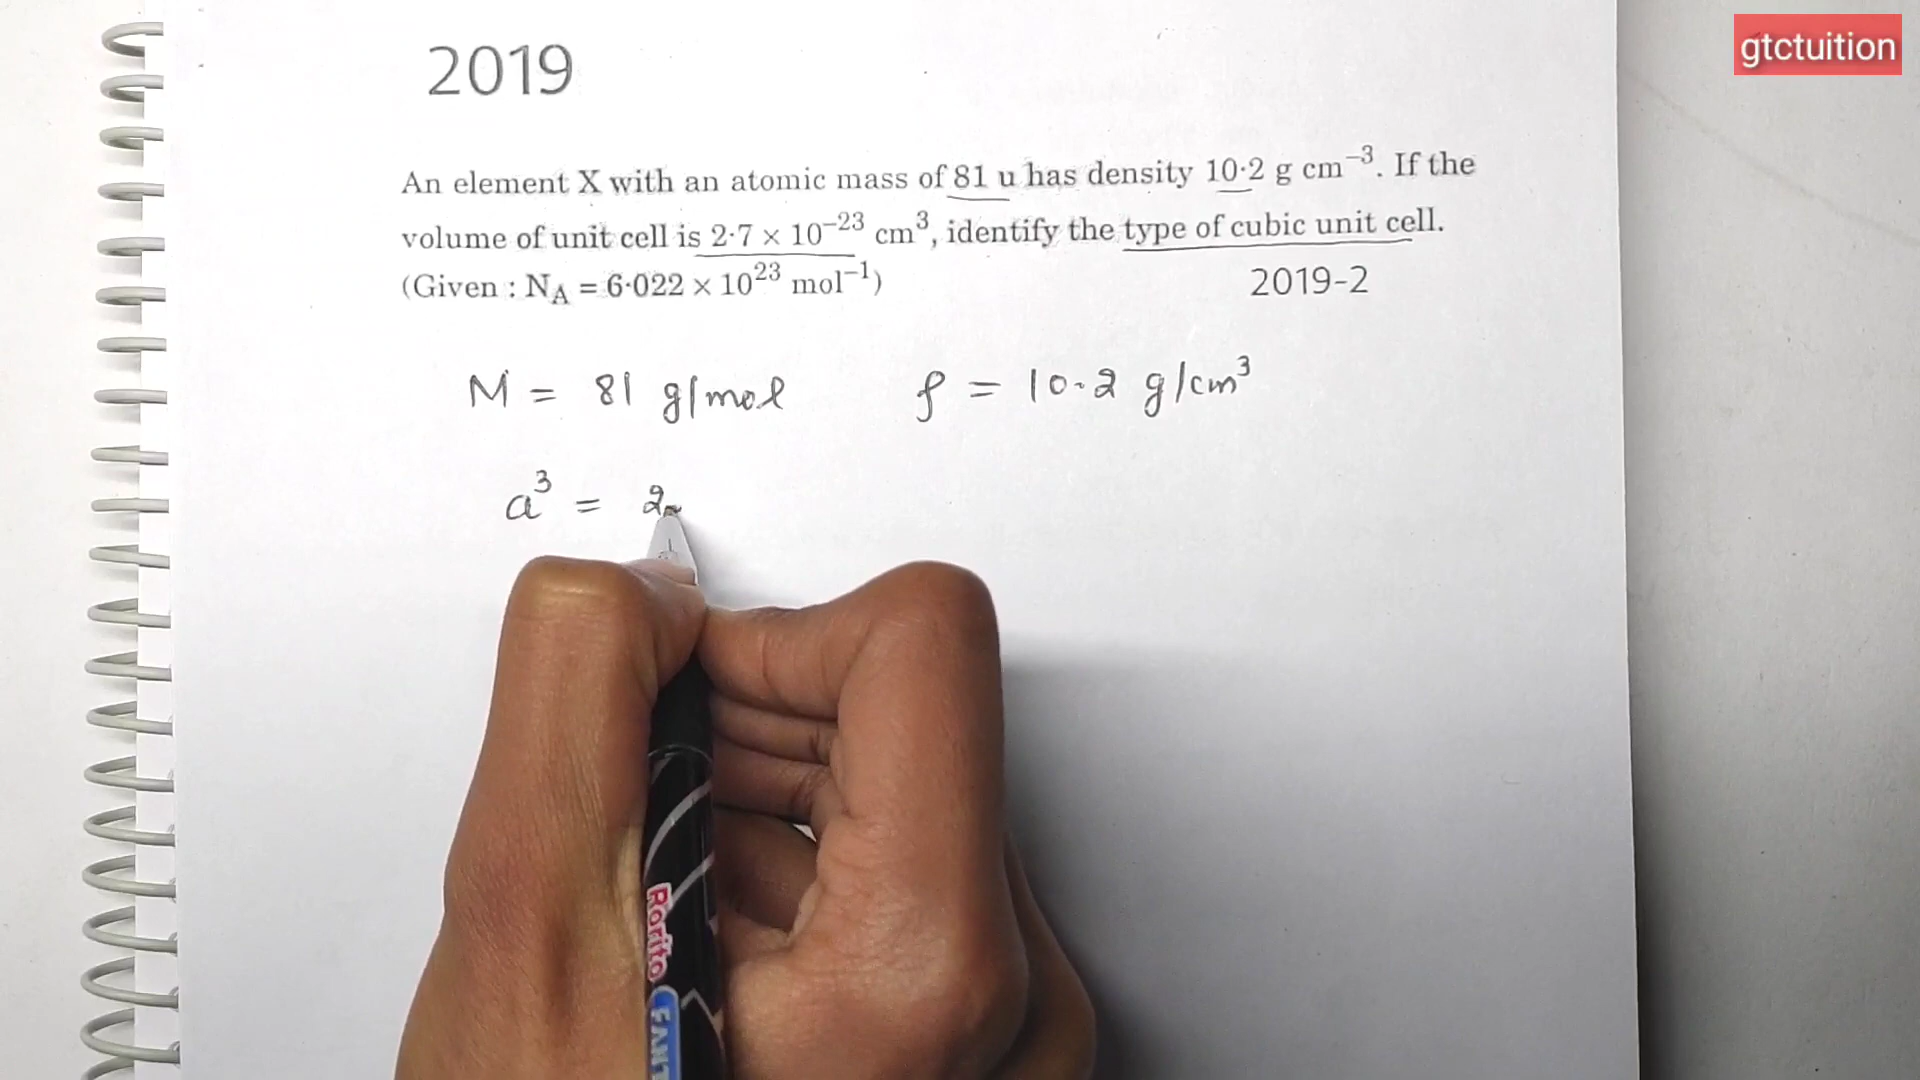 gtctuition
2019
An element X with an atomic mass of 81 u has density 10·2 g cm⁻³. If the
volume of unit cell is 2·7 × 10⁻²³ cm³, identify the type of cubic unit cell.
(Given : N_A = 6·022 × 10²³ mol⁻¹)
2019-2
M = 81 g/mol ρ = 10.2 g/cm³
a³ = 2.
Rorito